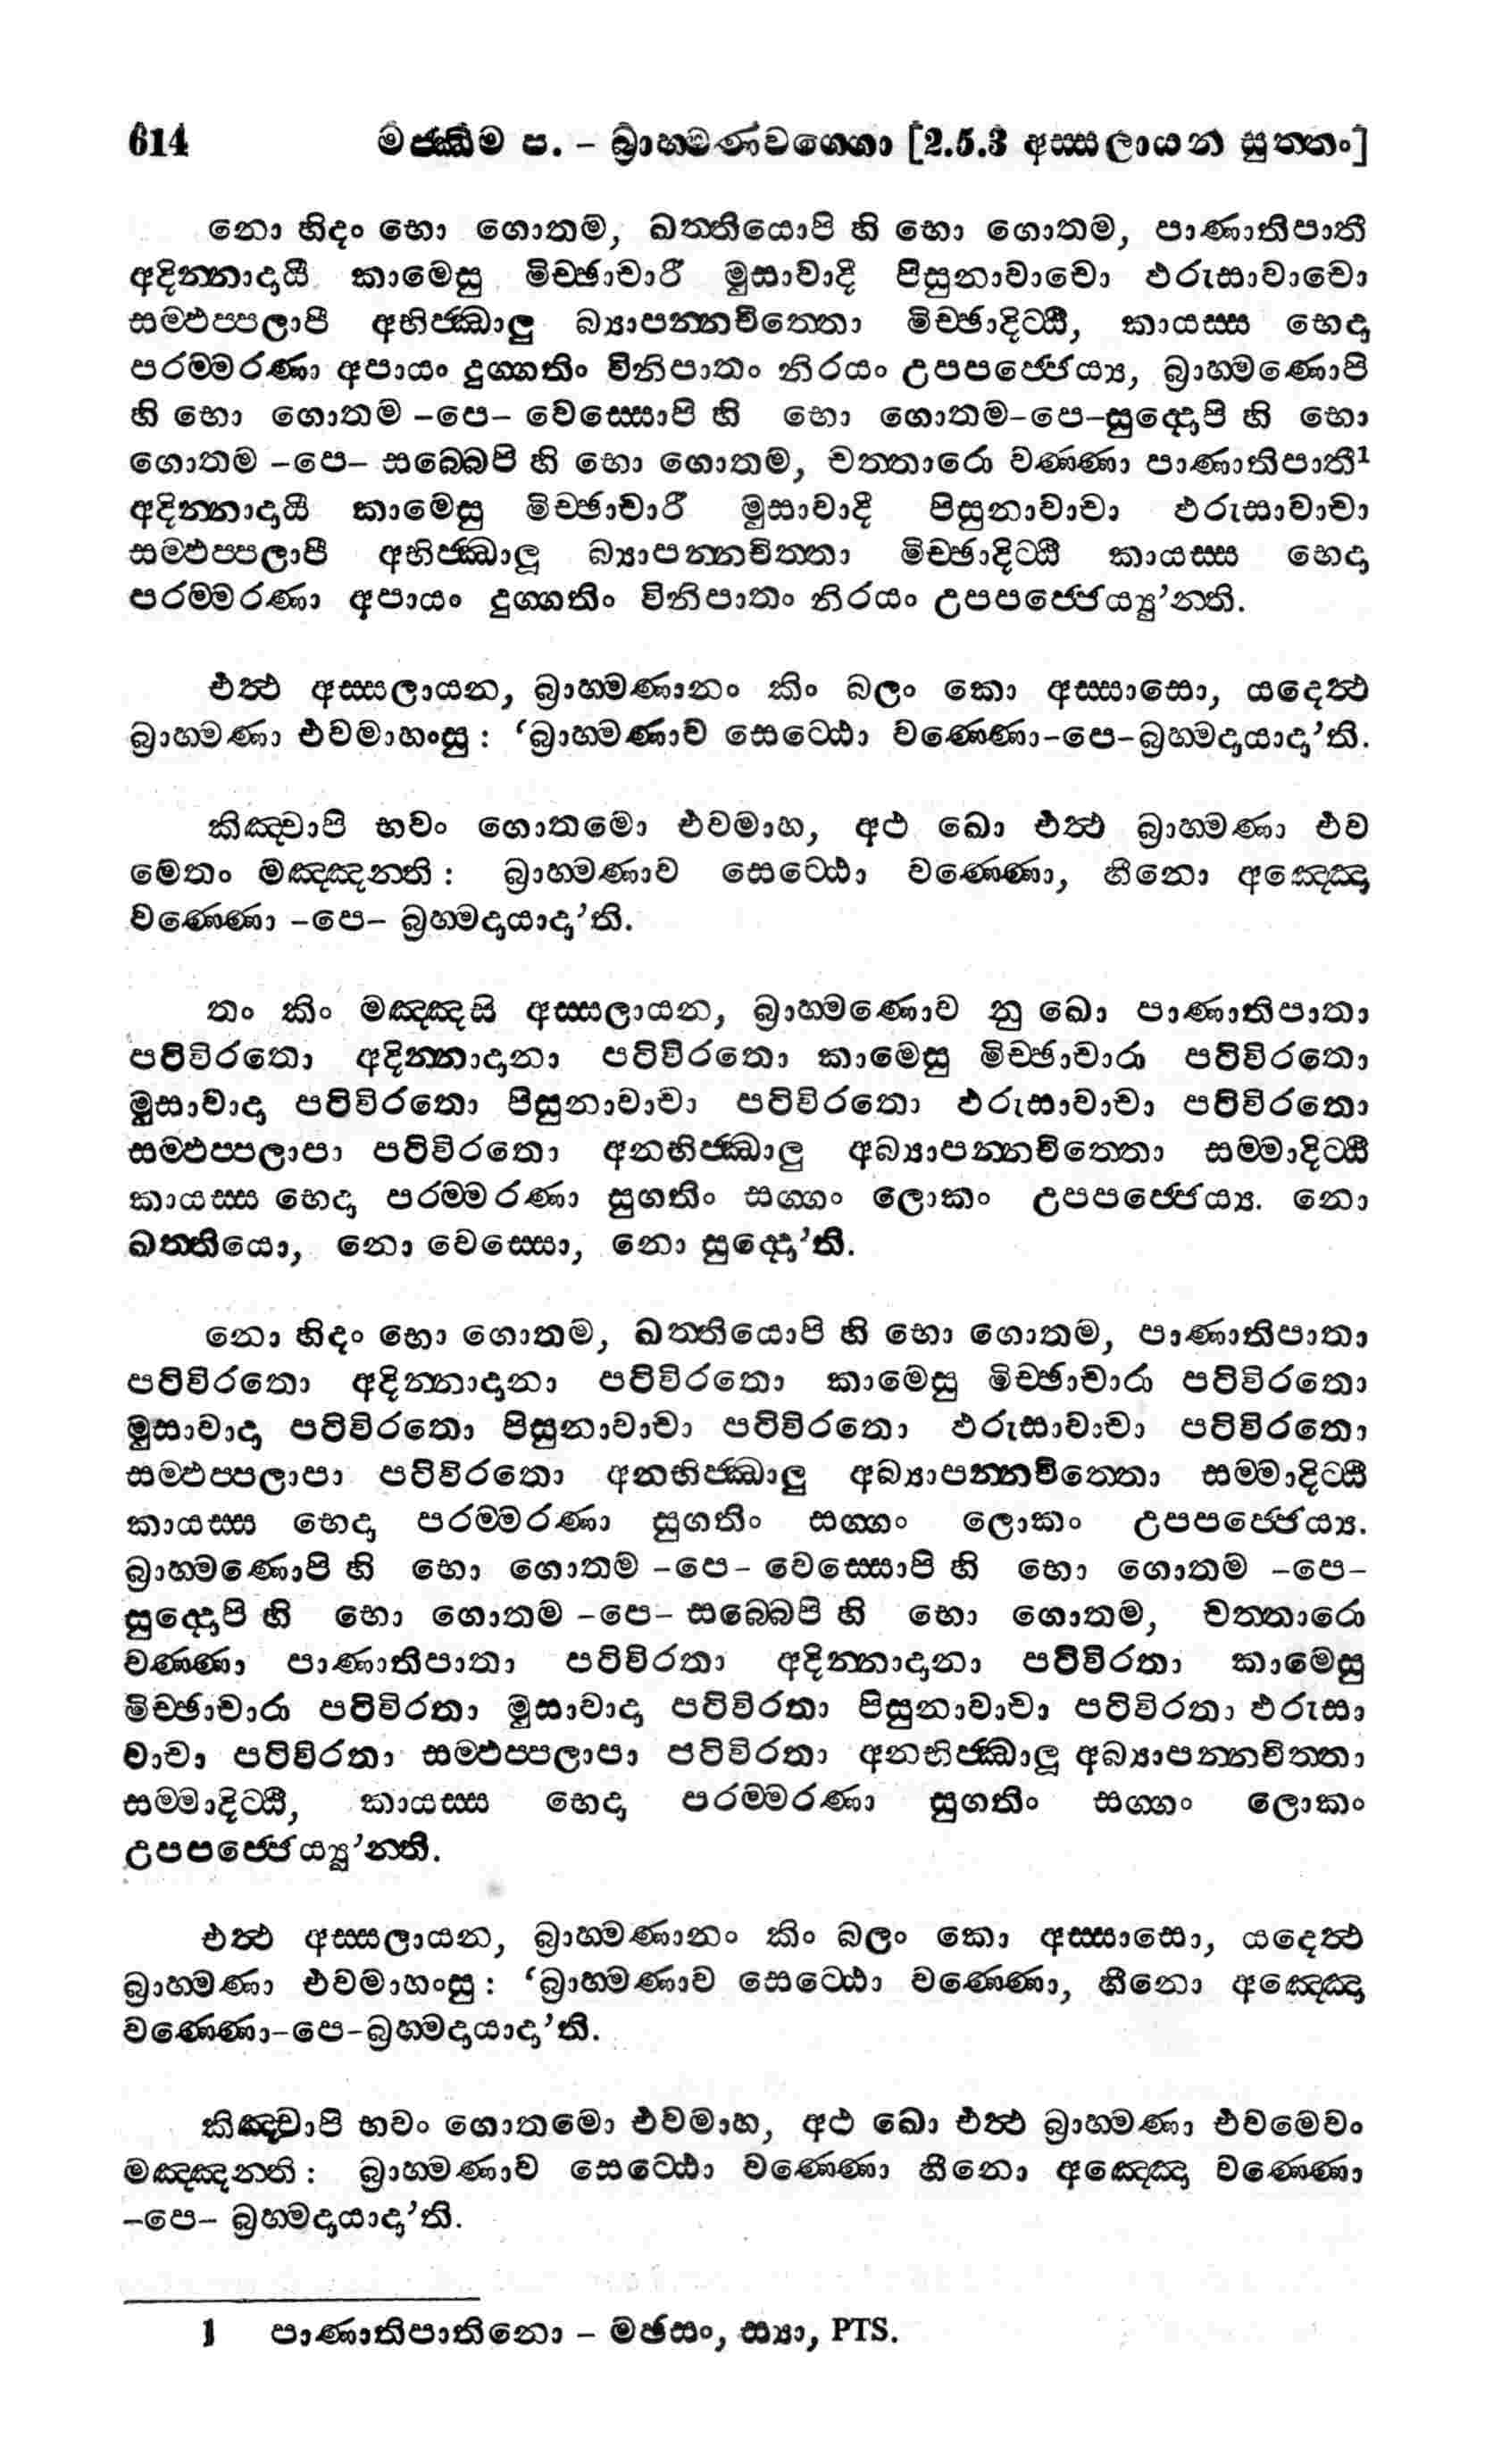 614 මජ්ඣිම ප. – බ්‍රාහ්මණවග්ගො [2.5.3 අස්සලායන සුත්තං]
නො හිදං භො ගොතම, ඛත්තියොපි හි භො ගොතම, පාණාතිපාතී
අදින්නාදායී කාමෙසු මිච්ඡාචාරී මුසාවාදී පිසුනාවාචො ඵරුසාවාචො
සම්ඵප්පලාපී අභිජ්ඣාලු බ්‍යාපන්නචිත්තො මිච්ඡාදිට්ඨී, කායස්ස භෙදා
පරම්මරණා අපායං දුග්ගතිං විනිපාතං නිරයං උපපජ්ජෙය්‍ය, බ්‍රාහ්මණොපි
හි භො ගොතම –පෙ– වෙස්සොපි හි භො ගොතම–පෙ–සුද්දොපි හි භො
ගොතම –පෙ– සබ්බෙපි හි භො ගොතම, චත්තාරො වණ්ණා පාණාතිපාතී¹
අදින්නාදායී කාමෙසු මිච්ඡාචාරී මුසාවාදී පිසුනාවාචා ඵරුසාවාචා
සම්ඵප්පලාපී අභිජ්ඣාලූ බ්‍යාපන්නචිත්තා මිච්ඡාදිට්ඨී කායස්ස භෙදා
පරම්මරණා අපායං දුග්ගතිං විනිපාතං නිරයං උපපජ්ජෙය්‍යු’න්ති.
එත්ථ අස්සලායන, බ්‍රාහ්මණානං කිං බලං කො අස්සාසො, යදෙත්ථ
බ්‍රාහ්මණා එවමාහංසු : ‘බ්‍රාහ්මණාව සෙට්ඨො වණ්ණො–පෙ–බ්‍රහ්මදායාදා’ති.
කිඤ්චාපි භවං ගොතමො එවමාහ, අථ ඛො එත්ථ බ්‍රාහ්මණා එව
මෙතං මඤ්ඤන්ති : බ්‍රාහ්මණාව සෙට්ඨො වණ්ණො, හීනො අඤ්ඤො
වණ්ණො –පෙ– බ්‍රහ්මදායාදා’ති.
තං කිං මඤ්ඤසි අස්සලායන, බ්‍රාහ්මණොව නු ඛො පාණාතිපාතා
පටිවිරතො අදින්නාදානා පටිවිරතො කාමෙසු මිච්ඡාචාරා පටිවිරතො
මුසාවාදා පටිවිරතො පිසුනාවාචා පටිවිරතො ඵරුසාවාචා පටිවිරතො
සම්ඵප්පලාපා පටිවිරතො අනභිජ්ඣාලු අබ්‍යාපන්නචිත්තො සම්මාදිට්ඨී
කායස්ස භෙදා පරම්මරණා සුගතිං සග්ගං ලොකං උපපජ්ජෙය්‍ය. නො
ඛත්තියො, නො වෙස්සො, නො සුද්දො’ති.
නො හිදං භො ගොතම, ඛත්තියොපි හි භො ගොතම, පාණාතිපාතා
පටිවිරතො අදින්නාදානා පටිවිරතො කාමෙසු මිච්ඡාචාරා පටිවිරතො
මුසාවාදා පටිවිරතො පිසුනාවාචා පටිවිරතො ඵරුසාවාචා පටිවිරතො
සම්ඵප්පලාපා පටිවිරතො අනභිජ්ඣාලු අබ්‍යාපන්නචිත්තො සම්මාදිට්ඨී
කායස්ස භෙදා පරම්මරණා සුගතිං සග්ගං ලොකං උපපජ්ජෙය්‍ය.
බ්‍රාහ්මණොපි හි භො ගොතම –පෙ– වෙස්සොපි හි භො ගොතම –පෙ–
සුද්දොපි හි භො ගොතම –පෙ– සබ්බෙපි හි භො ගොතම, චත්තාරො
වණ්ණා පාණාතිපාතා පටිවිරතා අදින්නාදානා පටිවිරතා කාමෙසු
මිච්ඡාචාරා පටිවිරතා මුසාවාදා පටිවිරතා පිසුනාවාචා පටිවිරතා ඵරුසා
වාචා පටිවිරතා සම්ඵප්පලාපා පටිවිරතා අනභිජ්ඣාලූ අබ්‍යාපන්නචිත්තා
සම්මාදිට්ඨී, කායස්ස භෙදා පරම්මරණා සුගතිං සග්ගං ලොකං
උපපජ්ජෙය්‍යු’න්ති.
එත්ථ අස්සලායන, බ්‍රාහ්මණානං කිං බලං කො අස්සාසො, යදෙත්ථ
බ්‍රාහ්මණා එවමාහංසු : ‘බ්‍රාහ්මණාව සෙට්ඨො වණ්ණො, හීනො අඤ්ඤො
වණ්ණො–පෙ–බ්‍රහ්මදායාදා’ති.
කිඤ්චාපි භවං ගොතමො එවමාහ, අථ ඛො එත්ථ බ්‍රාහ්මණා එවමෙවං
මඤ්ඤන්ති : බ්‍රාහ්මණාව සෙට්ඨො වණ්ණො හීනො අඤ්ඤො වණ්ණො
–පෙ– බ්‍රහ්මදායාදා’ති.
1 පාණාතිපාතිනො – මඡසං, ස්‍යා, PTS.